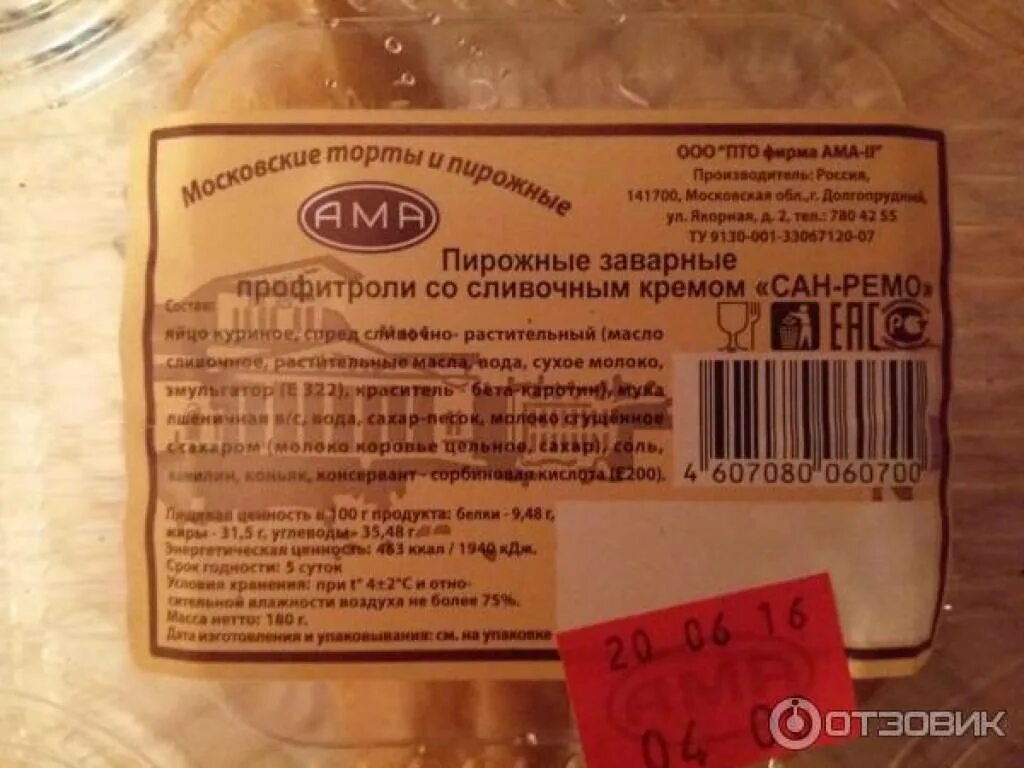 Московские торты и пирожные
АМА
ООО "ПТО фирма АМА-II"
Производитель: Россия,
141700, Московская обл.,г. Долгопрудный,
ул. Якорная, д. 2, тел.: 780 42 55
ТУ 9130-001-33067120-07
Пирожные заварные
профитроли со сливочным кремом «САН-РЕМО»
Состав:
яйцо куриное, спред сливочно- растительный (масло
сливочное, растительные масла, вода, сухое молоко,
эмульгатор (Е 322), краситель - бета-каротин), мука
пшеничная в/с, вода, сахар-песок, молоко сгущённое
с сахаром (молоко коровье цельное, сахар), соль,
ванилин, коньяк, консервант - сорбиновая кислота (Е200).
EAC
РС
4 607080 060700
Пищевая ценность в 100 г продукта: белки - 9,48 г,
жиры - 31,5 г, углеводы- 35,48 г
Энергетическая ценность: 463 ккал / 1940 кДж.
Срок годности: 5 суток
Условия хранения: при t° 4±2°С и отно-
сительной влажности воздуха не более 75%.
Масса нетто: 180 г.
Дата изготовления и упаковывания: см. на упаковке
20 06 16
АМА
04
ОТЗОВИК